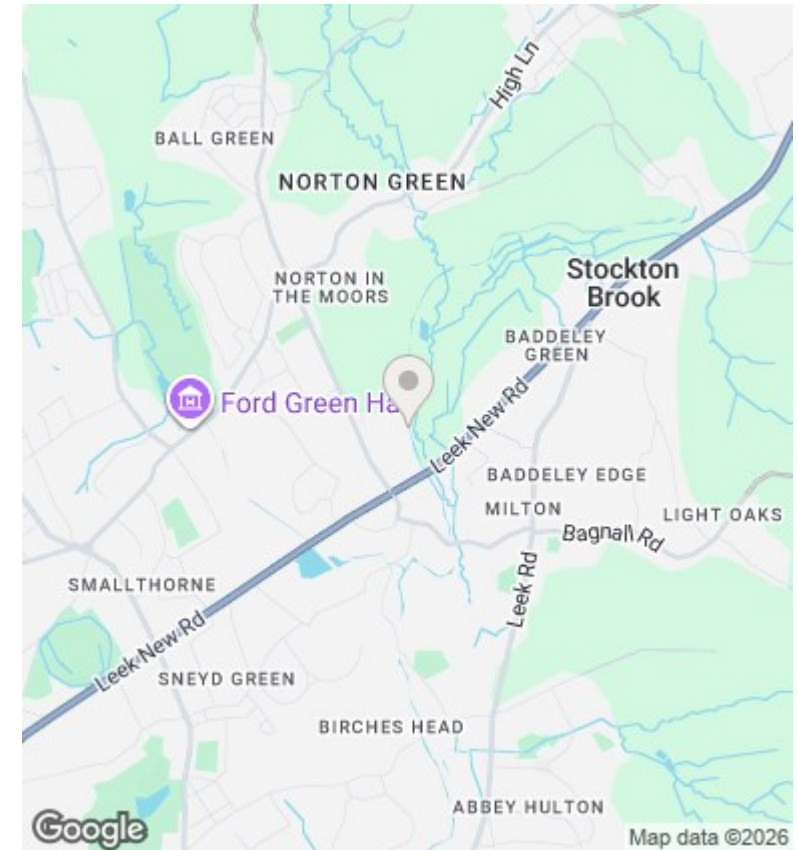 High Ln
BALL GREEN
NORTON GREEN
NORTON IN
THE MOORS
Stockton
Brook
BADDELEY
GREEN
Ford Green Ha
Leek New Rd
BADDELEY EDGE
MILTON
LIGHT OAKS
Bagnall Rd
SMALLTHORNE
Leek Rd
Leek New Rd
SNEYD GREEN
BIRCHES HEAD
ABBEY HULTON
Google
Map data ©2026